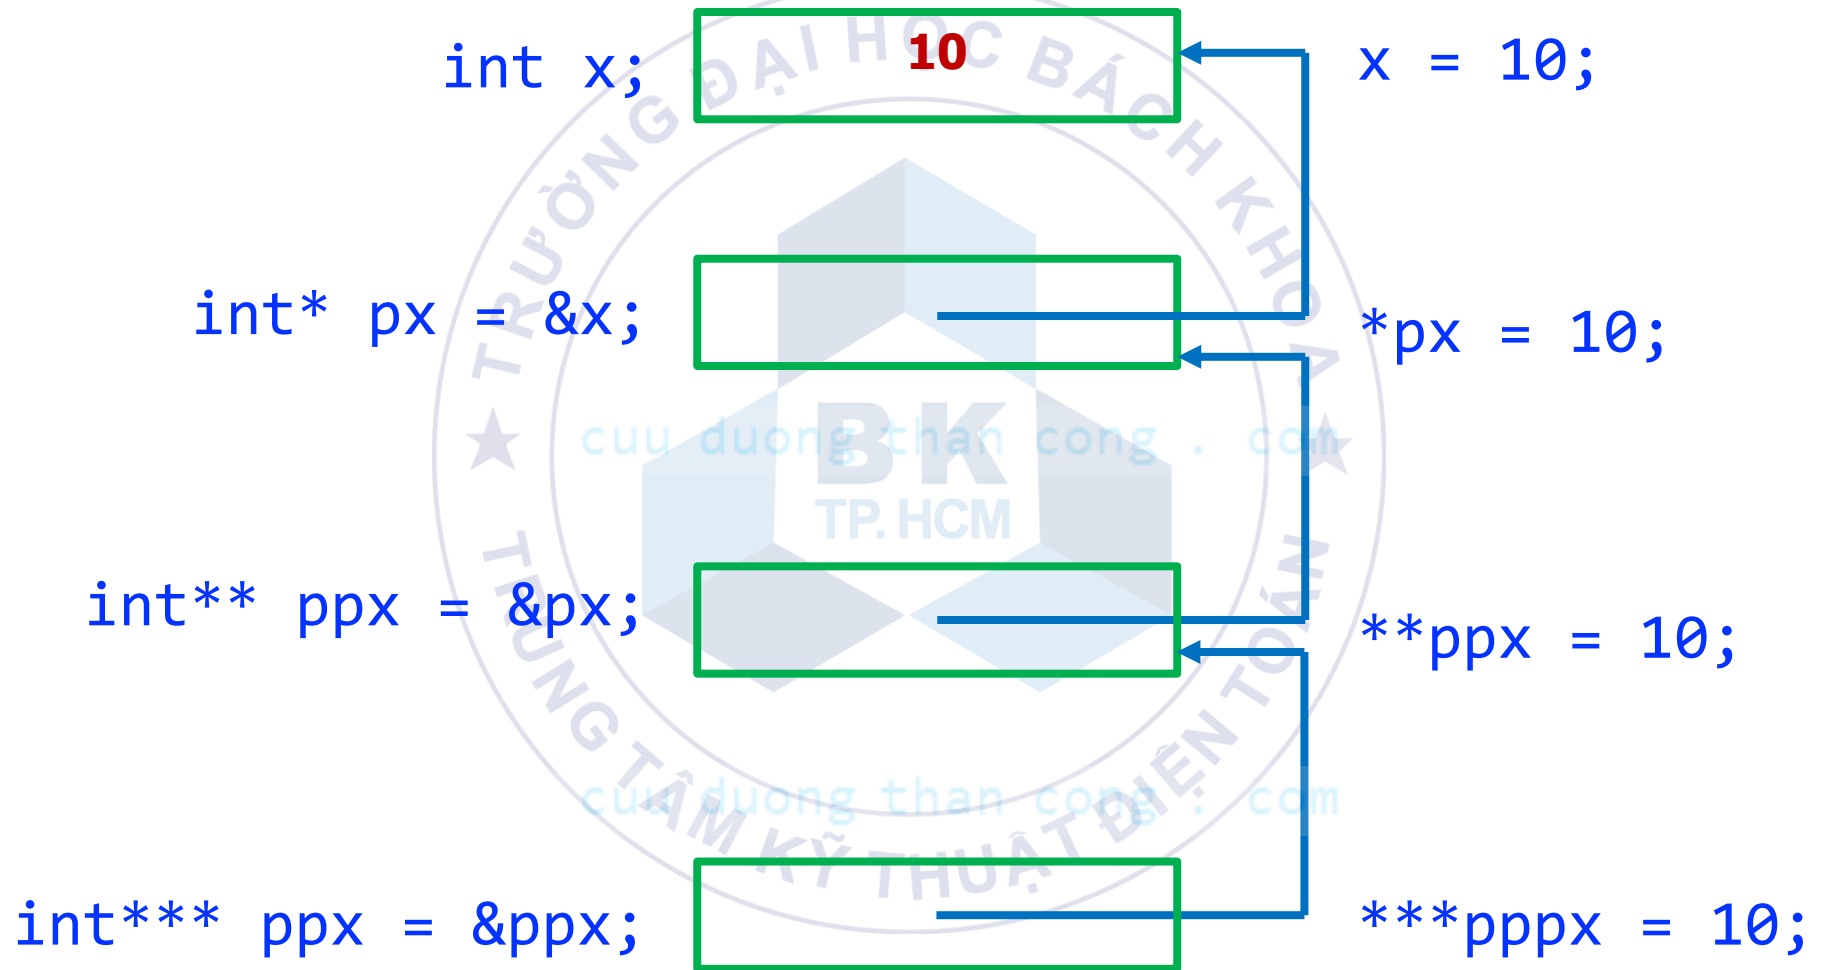 int x;
10
x = 10;
int* px = &x;
*px = 10;
int** ppx = &px;
**ppx = 10;
int*** ppx = &ppx;
***pppx = 10;
TRƯỜNG ĐẠI HỌC BÁCH KHOA
BK
TP.HCM
TRUNG TÂM KỸ THUẬT ĐIỆN TOÁN
cuu duong than cong . com
cuu duong than cong . com